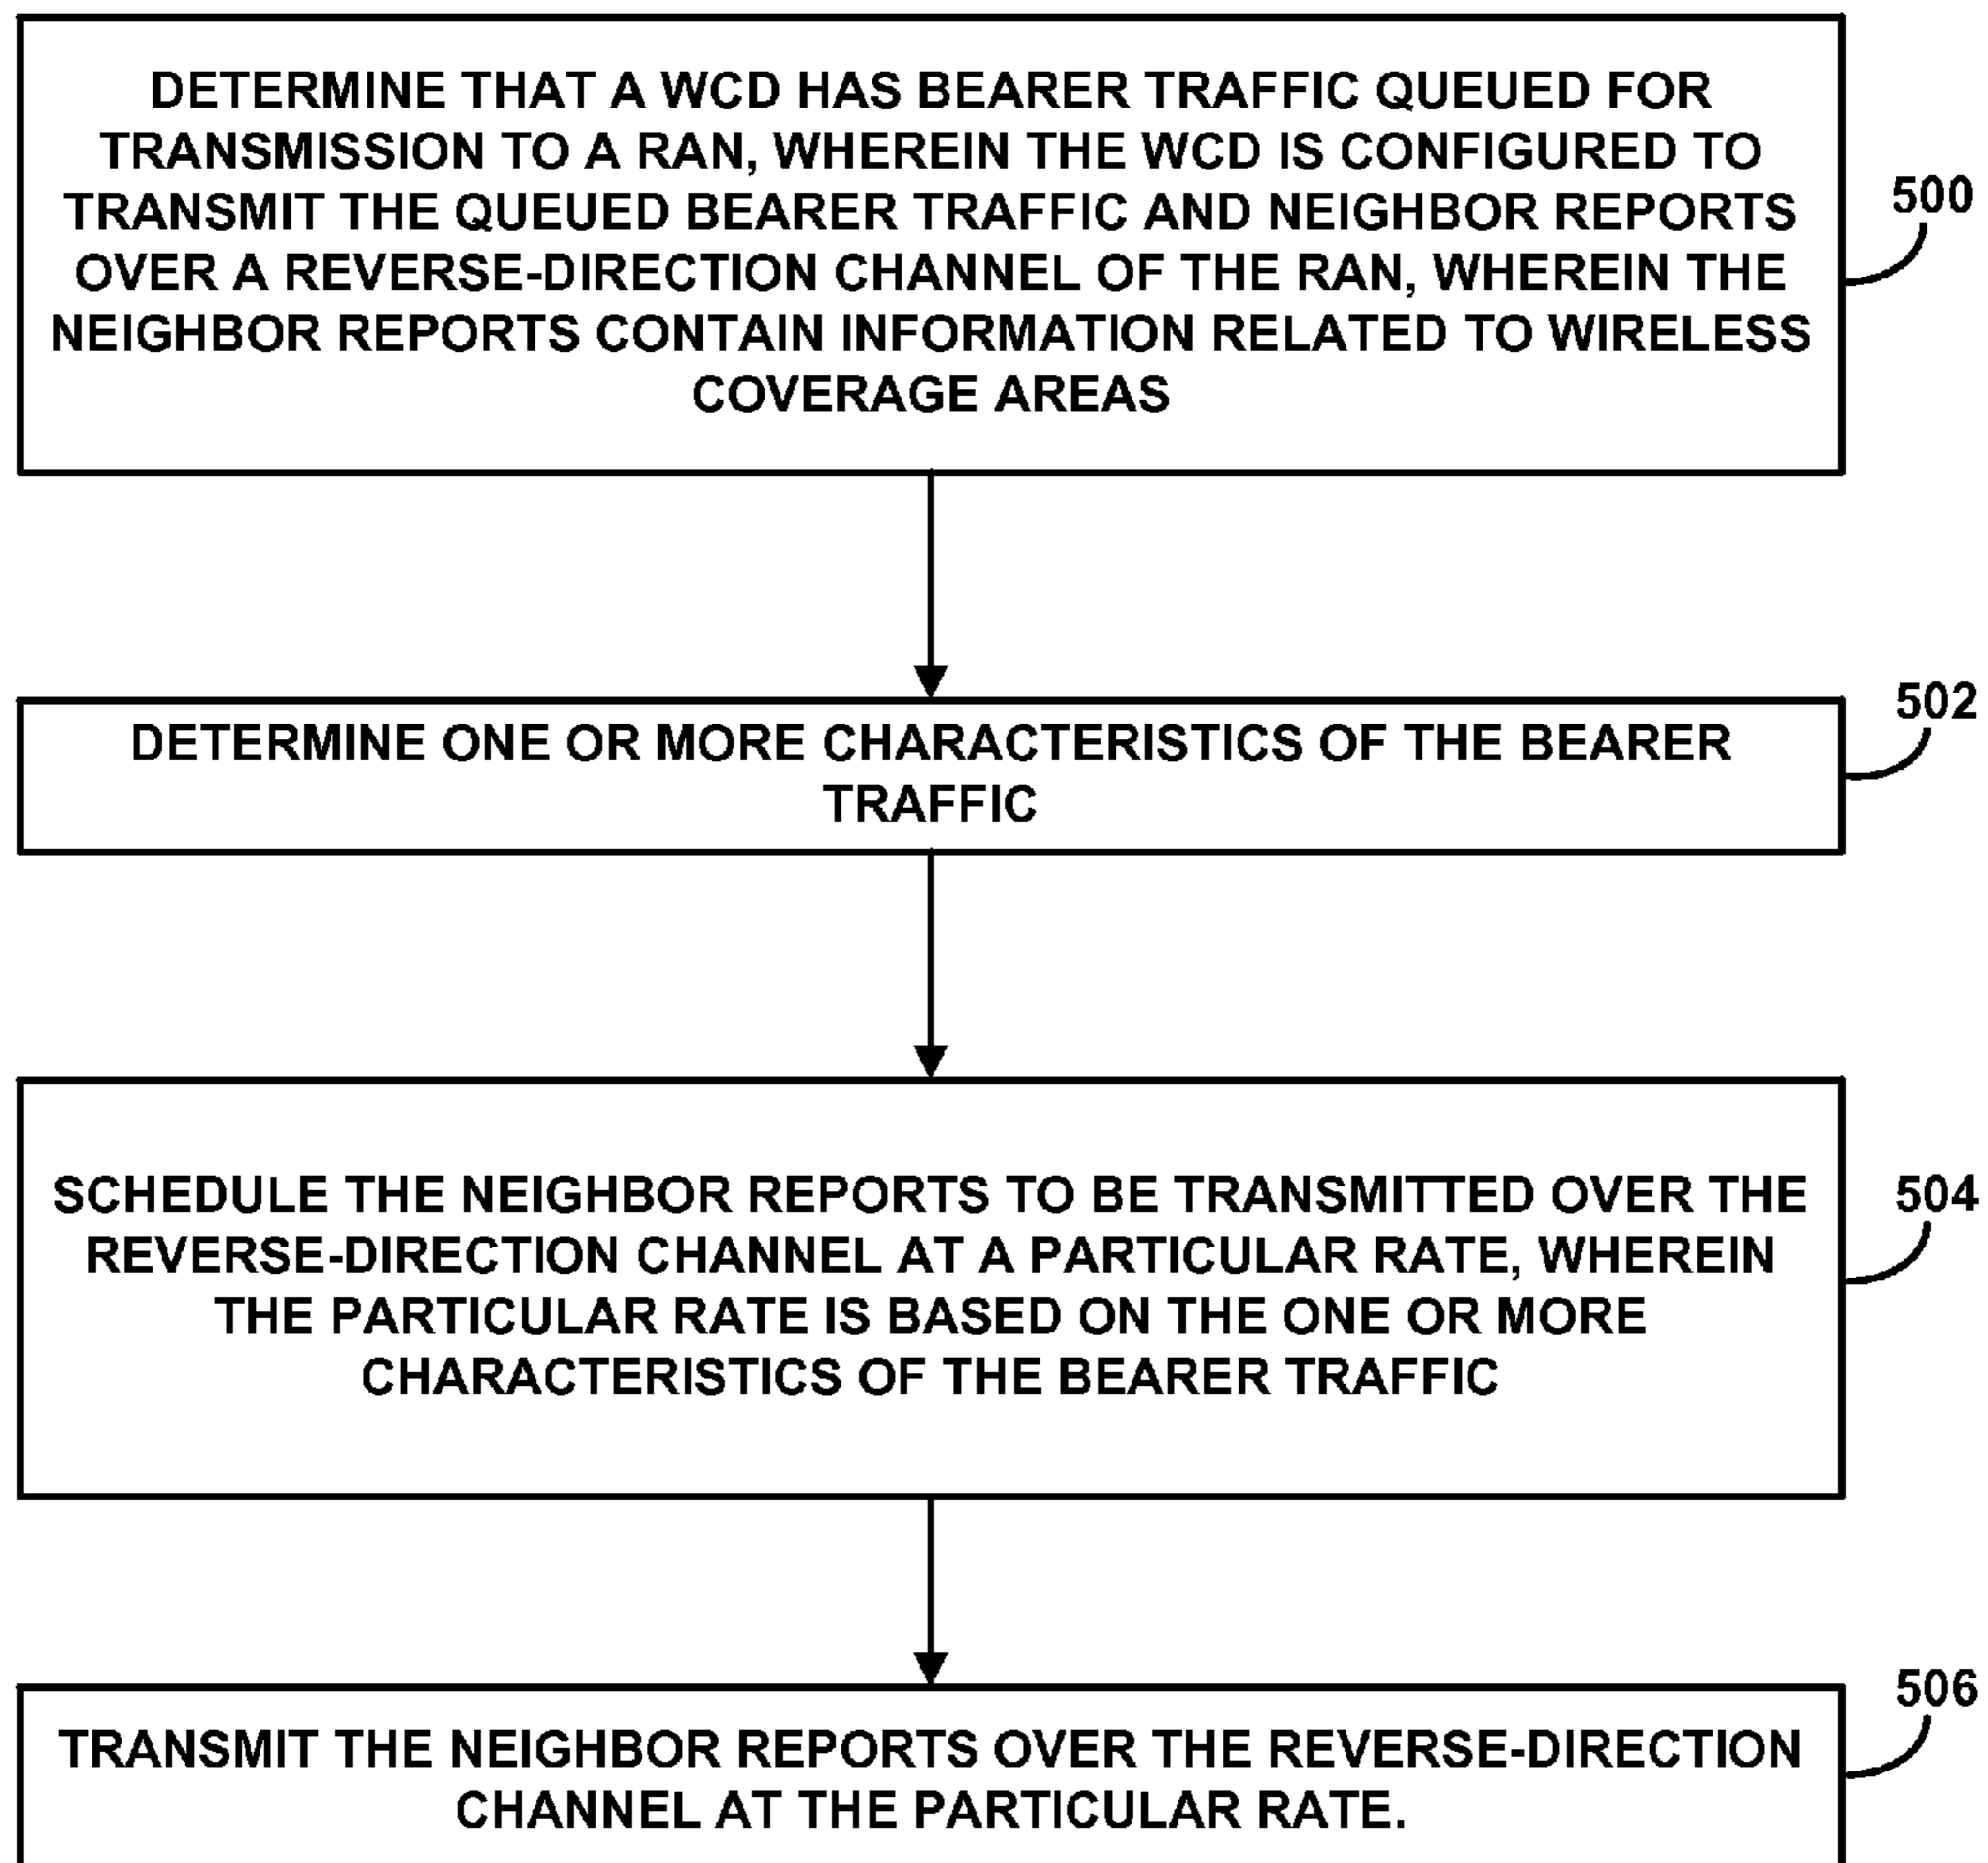 DETERMINE THAT A WCD HAS BEARER TRAFFIC QUEUED FOR
TRANSMISSION TO A RAN, WHEREIN THE WCD IS CONFIGURED TO
TRANSMIT THE QUEUED BEARER TRAFFIC AND NEIGHBOR REPORTS
OVER A REVERSE-DIRECTION CHANNEL OF THE RAN, WHEREIN THE
NEIGHBOR REPORTS CONTAIN INFORMATION RELATED TO WIRELESS
COVERAGE AREAS
500
DETERMINE ONE OR MORE CHARACTERISTICS OF THE BEARER
TRAFFIC
502
SCHEDULE THE NEIGHBOR REPORTS TO BE TRANSMITTED OVER THE
REVERSE-DIRECTION CHANNEL AT A PARTICULAR RATE, WHEREIN
THE PARTICULAR RATE IS BASED ON THE ONE OR MORE
CHARACTERISTICS OF THE BEARER TRAFFIC
504
TRANSMIT THE NEIGHBOR REPORTS OVER THE REVERSE-DIRECTION
CHANNEL AT THE PARTICULAR RATE.
506